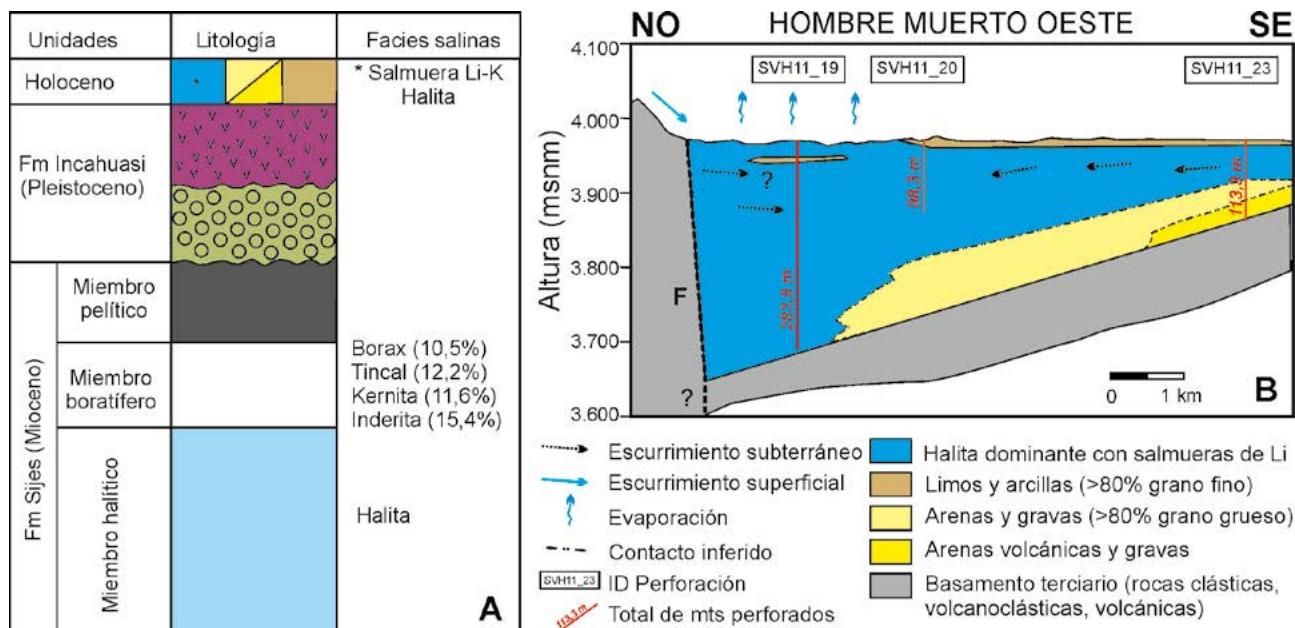 Unidades
Litología
Facies salinas
Holoceno
* Salmuera Li-K
Halita
Fm Incahuasi
(Pleistoceno)
Fm Sijes (Mioceno)
Miembro
pelítico
Miembro
boratífero
Borax (10,5%)
Tincal (12,2%)
Kernita (11,6%)
Inderita (15,4%)
Miembro halítico
Halita
A
NO
HOMBRE MUERTO OESTE
SE
4.100
4.000
3.900
3.800
3.700
3.600
Altura (msnm)
SVH11_19
SVH11_20
SVH11_23
?
98,3 m
113,9 m
F
?
0 1 km
B
Escurrimiento subterráneo
Escurrimiento superficial
Evaporación
Contacto inferido
SVH11_23 ID Perforación
Total de mts perforados
Halita dominante con salmueras de Li
Limos y arcillas (>80% grano fino)
Arenas y gravas (>80% grano grueso)
Arenas volcánicas y gravas
Basamento terciario (rocas clásticas,
volcanoclásticas, volcánicas)